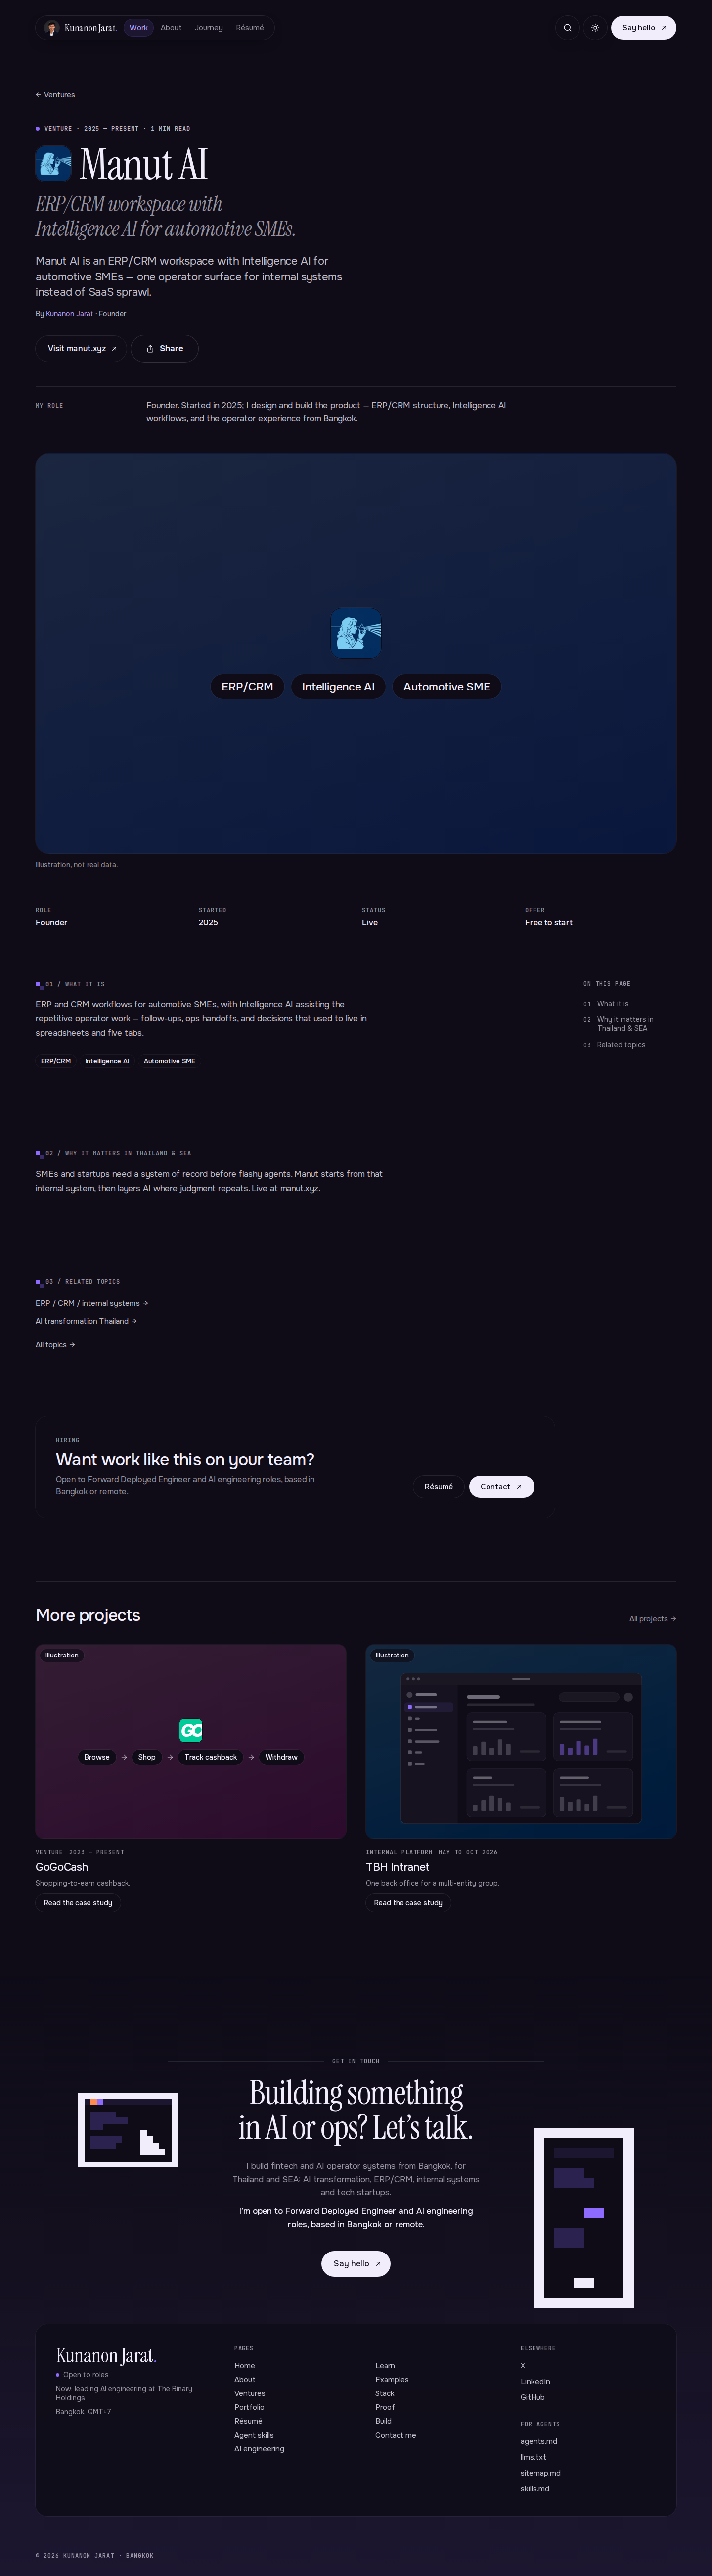 Kunanon Jarat.
Work
About
Journey
Résumé
Say hello ↗
← Ventures
VENTURE · 2025 — PRESENT · 1 MIN READ
Manut AI
ERP/CRM workspace with
Intelligence AI for automotive SMEs.
Manut AI is an ERP/CRM workspace with Intelligence AI for
automotive SMEs — one operator surface for internal systems
instead of SaaS sprawl.
By Kunanon Jarat · Founder
Visit manut.xyz ↗
Share
MY ROLE
Founder. Started in 2025; I design and build the product — ERP/CRM structure, Intelligence AI
workflows, and the operator experience from Bangkok.
ERP/CRM
Intelligence AI
Automotive SME
Illustration, not real data.
ROLE
Founder
STARTED
2025
STATUS
Live
OFFER
Free to start
01 / WHAT IT IS
ERP and CRM workflows for automotive SMEs, with Intelligence AI assisting the
repetitive operator work — follow-ups, ops handoffs, and decisions that used to live in
spreadsheets and five tabs.
ERP/CRM
Intelligence AI
Automotive SME
ON THIS PAGE
01 What it is
02 Why it matters in
Thailand & SEA
03 Related topics
02 / WHY IT MATTERS IN THAILAND & SEA
SMEs and startups need a system of record before flashy agents. Manut starts from that
internal system, then layers AI where judgment repeats. Live at manut.xyz.
03 / RELATED TOPICS
ERP / CRM / internal systems →
AI transformation Thailand →
All topics →
HIRING
Want work like this on your team?
Open to Forward Deployed Engineer and AI engineering roles, based in
Bangkok or remote.
Résumé
Contact ↗
More projects
All projects →
Illustration
GO
Browse → Shop → Track cashback → Withdraw
VENTURE 2023 — PRESENT
GoGoCash
Shopping-to-earn cashback.
Read the case study
Illustration
INTERNAL PLATFORM MAY TO OCT 2026
TBH Intranet
One back office for a multi-entity group.
Read the case study
GET IN TOUCH
Building something
in AI or ops? Let’s talk.
I build fintech and AI operator systems from Bangkok, for
Thailand and SEA: AI transformation, ERP/CRM, internal systems
and tech startups.
I’m open to Forward Deployed Engineer and AI engineering
roles, based in Bangkok or remote.
Say hello ↗
Kunanon Jarat.
Open to roles
Now: leading AI engineering at The Binary
Holdings
Bangkok, GMT+7
PAGES
Home
About
Ventures
Portfolio
Résumé
Agent skills
AI engineering
Learn
Examples
Stack
Proof
Build
Contact me
ELSEWHERE
X
LinkedIn
GitHub
FOR AGENTS
agents.md
llms.txt
sitemap.md
skills.md
© 2026 KUNANON JARAT · BANGKOK